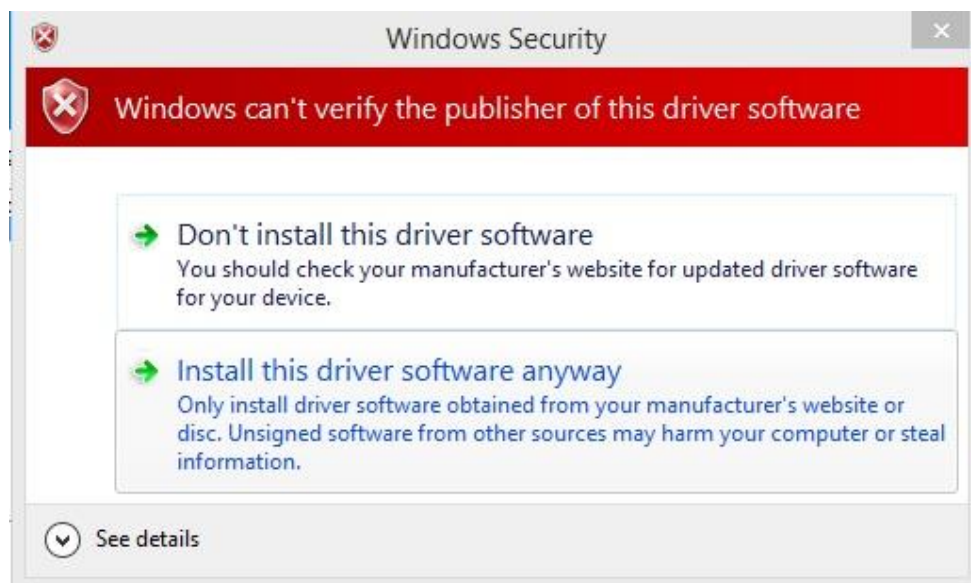 Windows Security
Windows can't verify the publisher of this driver software
Don't install this driver software
You should check your manufacturer's website for updated driver software
for your device.
Install this driver software anyway
Only install driver software obtained from your manufacturer's website or
disc. Unsigned software from other sources may harm your computer or steal
information.
See details